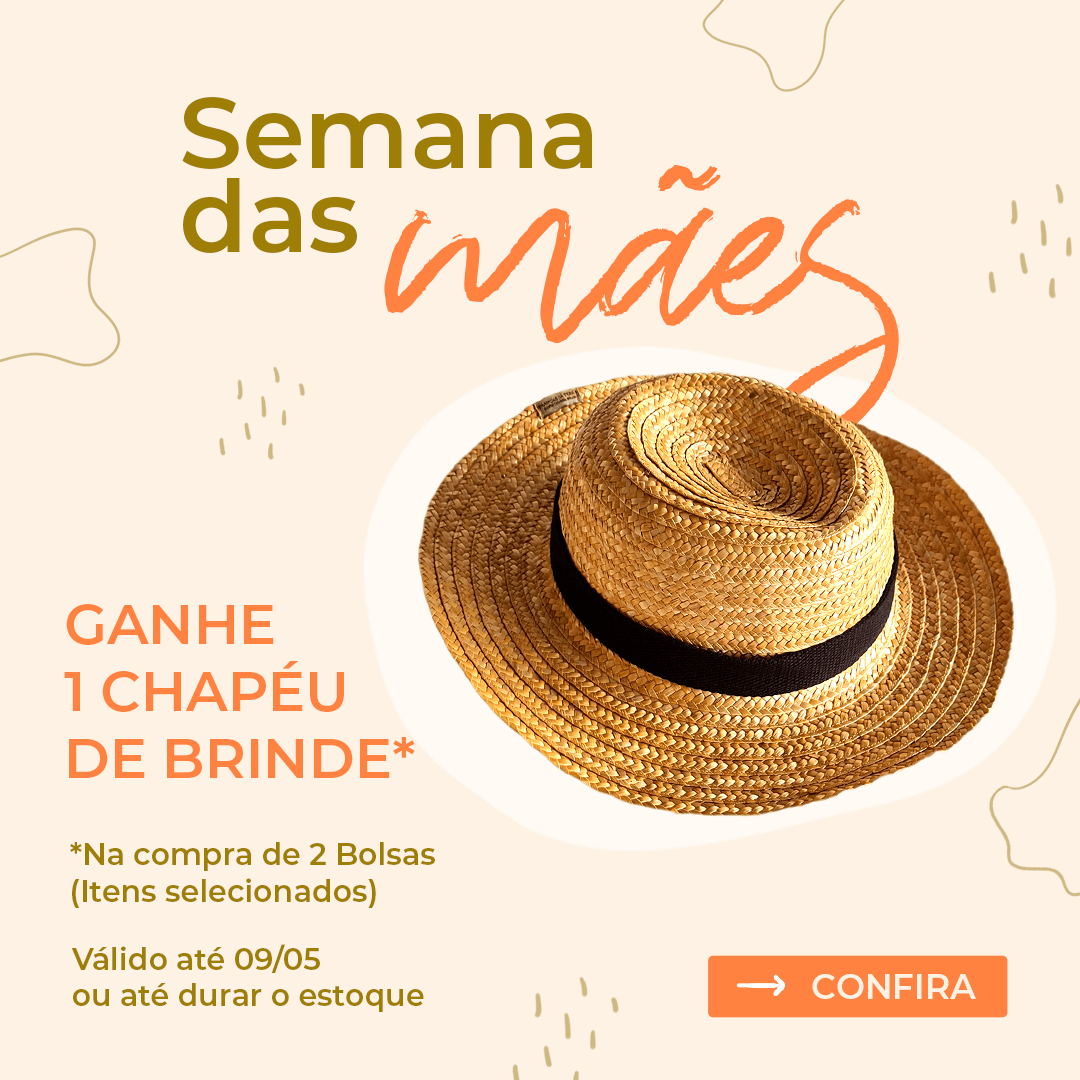 Semana
das mães
GANHE
1 CHAPÉU
DE BRINDE*
*Na compra de 2 Bolsas
(Itens selecionados)
Válido até 09/05
ou até durar o estoque
→ CONFIRA